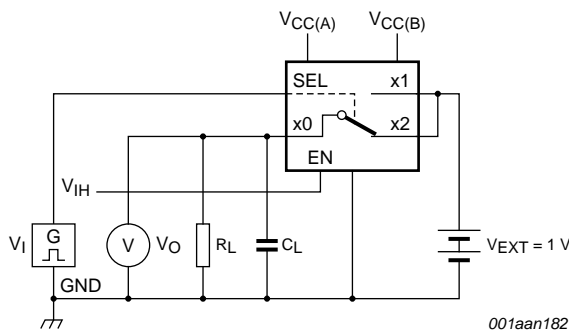 VCC(A) VCC(B)
SEL x1
x0 x2
EN
VIH
VI G V VO RL CL VEXT = 1 V
GND
001aan182